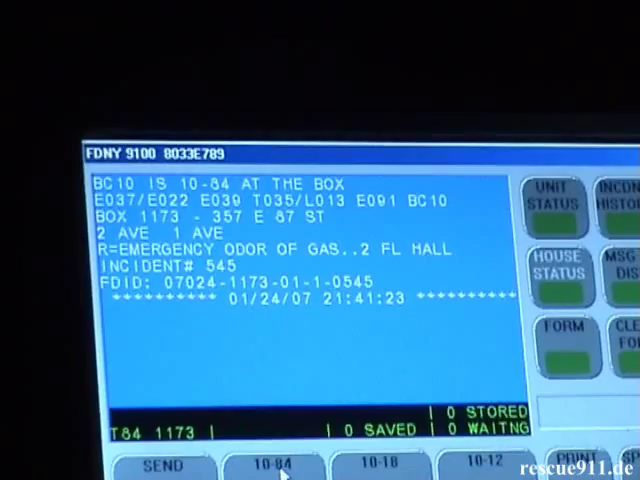 FDNY 9100 8033E789
BC10 IS 10-84 AT THE BOX
E037/E022 E039 T035/L013 E091 BC10
BOX 1173 - 357 E 87 ST
2 AVE 1 AVE
R=EMERGENCY ODOR OF GAS..2 FL HALL
INCIDENT# 545
FDID: 07024-1173-01-1-0545
********** 01/24/07 21:41:23 **********
| 0 STORED
T84 1173 | | 0 SAVED | 0 WAITNG
UNIT STATUS
INCDN HISTO
HOUSE STATUS
MSG DIS
FORM
CLE FO
SEND 10-84 10-18 10-12 PRINT SP
rescue911.de